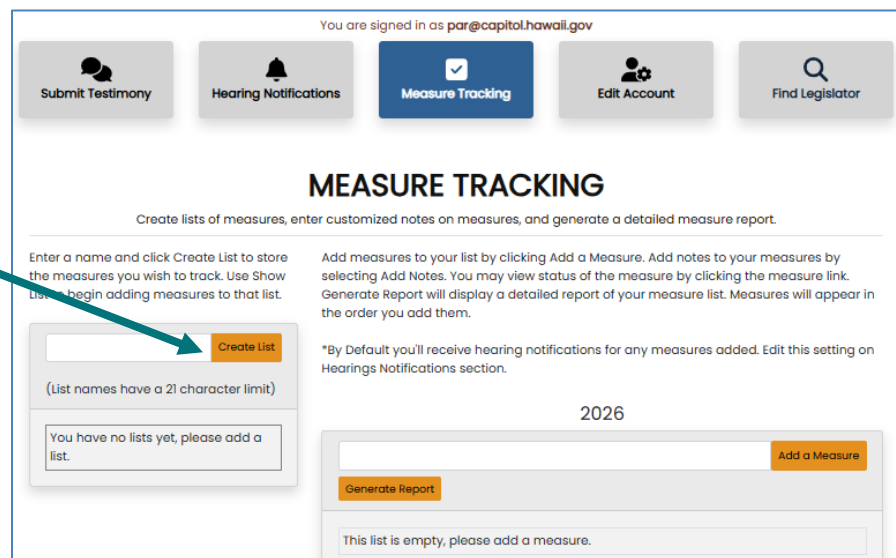 You are signed in as par@capitol.hawaii.gov
Submit Testimony
Hearing Notifications
Measure Tracking
Edit Account
Find Legislator
MEASURE TRACKING
Create lists of measures, enter customized notes on measures, and generate a detailed measure report.
Enter a name and click Create List to store
the measures you wish to track. Use Show
List to begin adding measures to that list.
Create List
(List names have a 21 character limit)
You have no lists yet, please add a
list.
Add measures to your list by clicking Add a Measure. Add notes to your measures by
selecting Add Notes. You may view status of the measure by clicking the measure link.
Generate Report will display a detailed report of your measure list. Measures will appear in
the order you add them.
*By Default you'll receive hearing notifications for any measures added. Edit this setting on
Hearings Notifications section.
2026
Add a Measure
Generate Report
This list is empty, please add a measure.